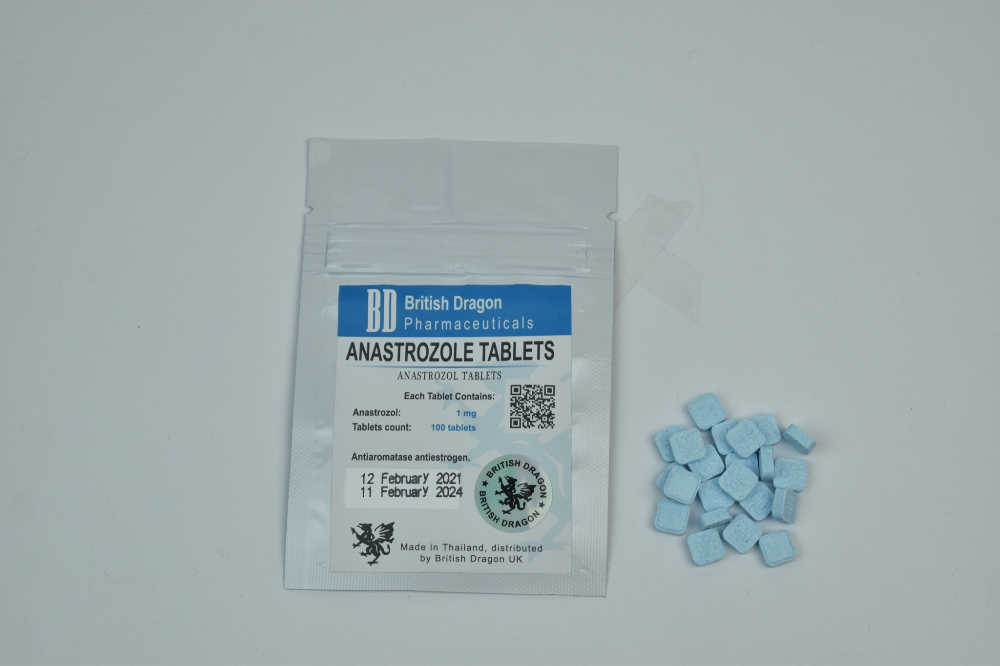 BD British Dragon
Pharmaceuticals
ANASTROZOLE TABLETS
ANASTROZOL TABLETS
Each Tablet Contains:
Anastrozol: 1 mg
Tablets count: 100 tablets
Antiaromatase antiestrogen.
12 February 2021
11 February 2024
BRITISH DRAGON
BRITISH DRAGON
Made in Thailand, distributed
by British Dragon UK